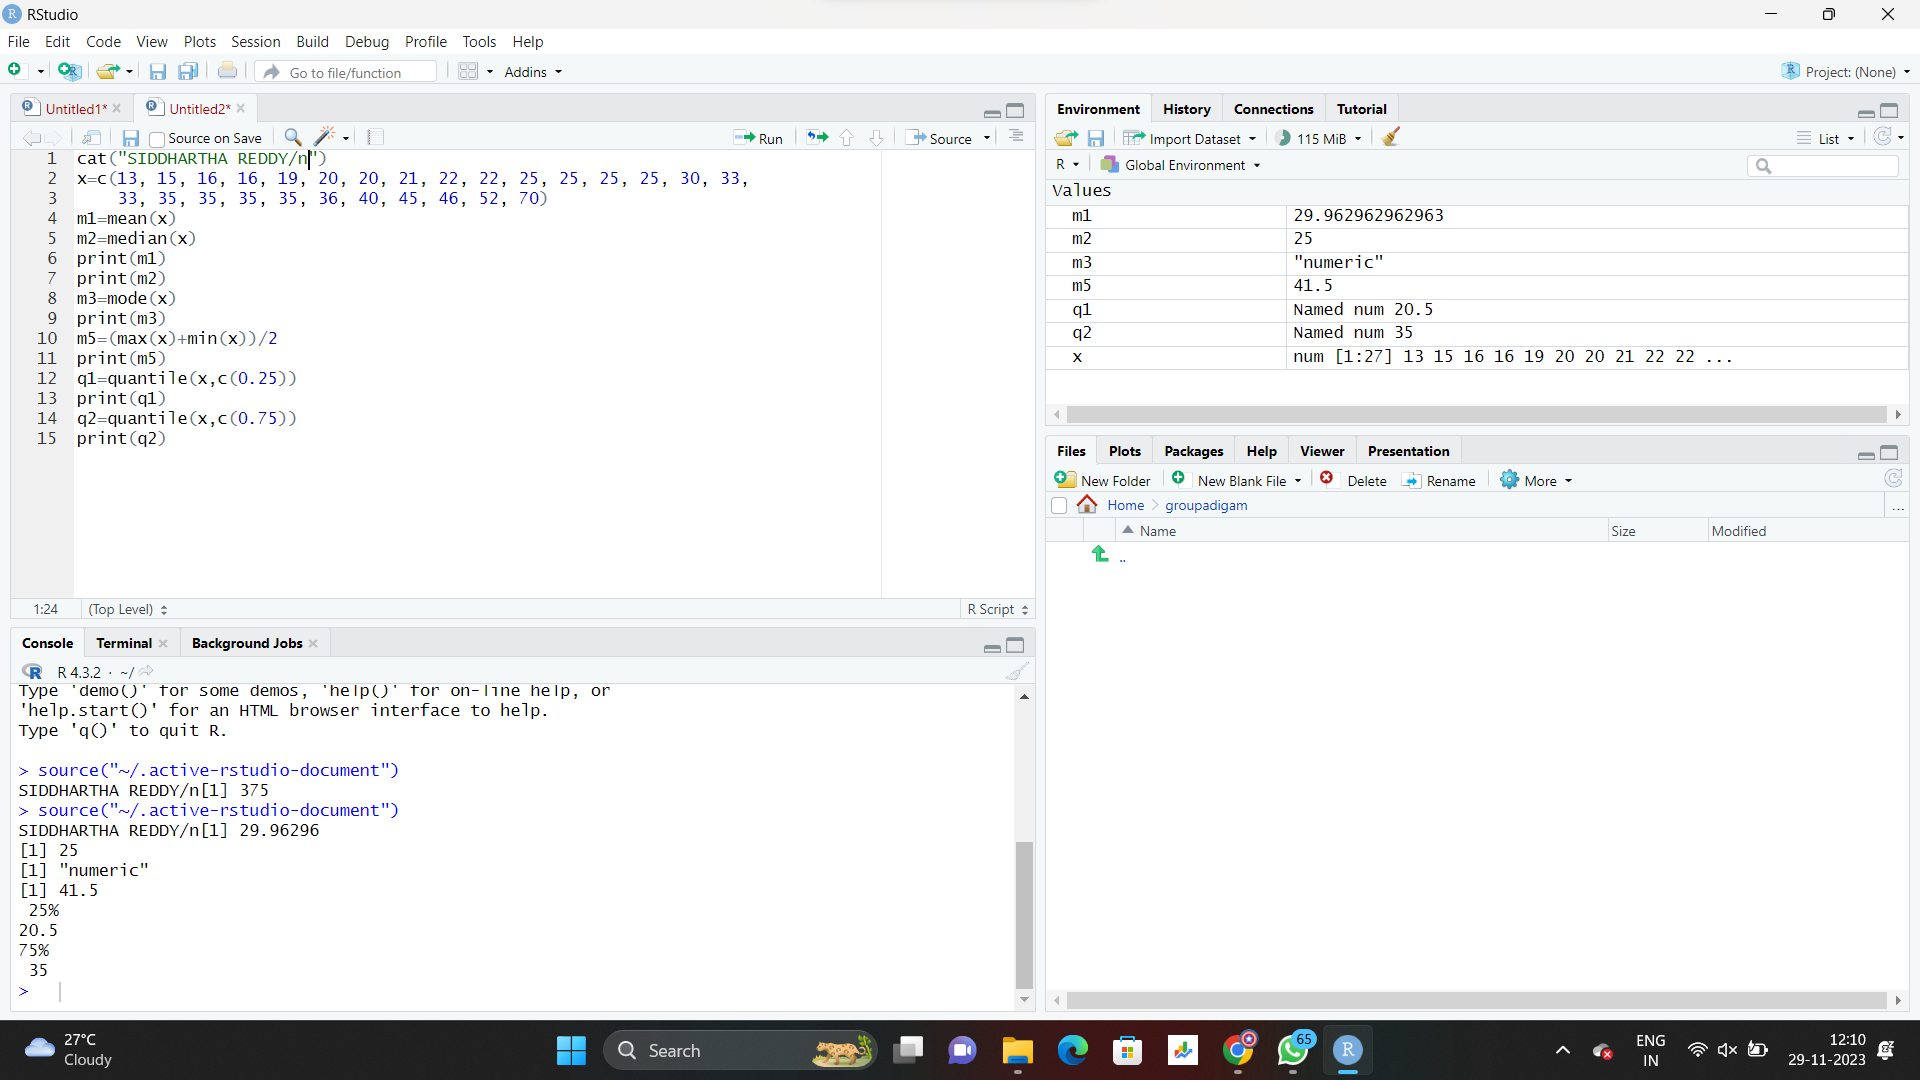 RStudio
File Edit Code View Plots Session Build Debug Profile Tools Help
Go to file/function Addins Project: (None)
Untitled1* Untitled2*
Source on Save Run Source
1 cat("SIDDHARTHA REDDY/n")
2 x=c(13, 15, 16, 16, 19, 20, 20, 21, 22, 22, 25, 25, 25, 25, 30, 33,
3 33, 35, 35, 35, 35, 36, 40, 45, 46, 52, 70)
4 m1=mean(x)
5 m2=median(x)
6 print(m1)
7 print(m2)
8 m3=mode(x)
9 print(m3)
10 m5=(max(x)+min(x))/2
11 print(m5)
12 q1=quantile(x,c(0.25))
13 print(q1)
14 q2=quantile(x,c(0.75))
15 print(q2)
1:24 (Top Level) R Script
Console Terminal Background Jobs
R 4.3.2 · ~/
Type 'demo()' for some demos, 'help()' for on-line help, or
'help.start()' for an HTML browser interface to help.
Type 'q()' to quit R.
> source("~/.active-rstudio-document")
SIDDHARTHA REDDY/n[1] 375
> source("~/.active-rstudio-document")
SIDDHARTHA REDDY/n[1] 29.96296
[1] 25
[1] "numeric"
[1] 41.5
25%
20.5
75%
35
>
Environment History Connections Tutorial
Import Dataset 115 MiB List
R Global Environment
Values
m1 29.962962962963
m2 25
m3 "numeric"
m5 41.5
q1 Named num 20.5
q2 Named num 35
x num [1:27] 13 15 16 16 19 20 20 21 22 22 ...
Files Plots Packages Help Viewer Presentation
New Folder New Blank File Delete Rename More
Home groupadigam ...
Name Size Modified
..
27°C
Cloudy
Search
65
ENG
IN
12:10
29-11-2023